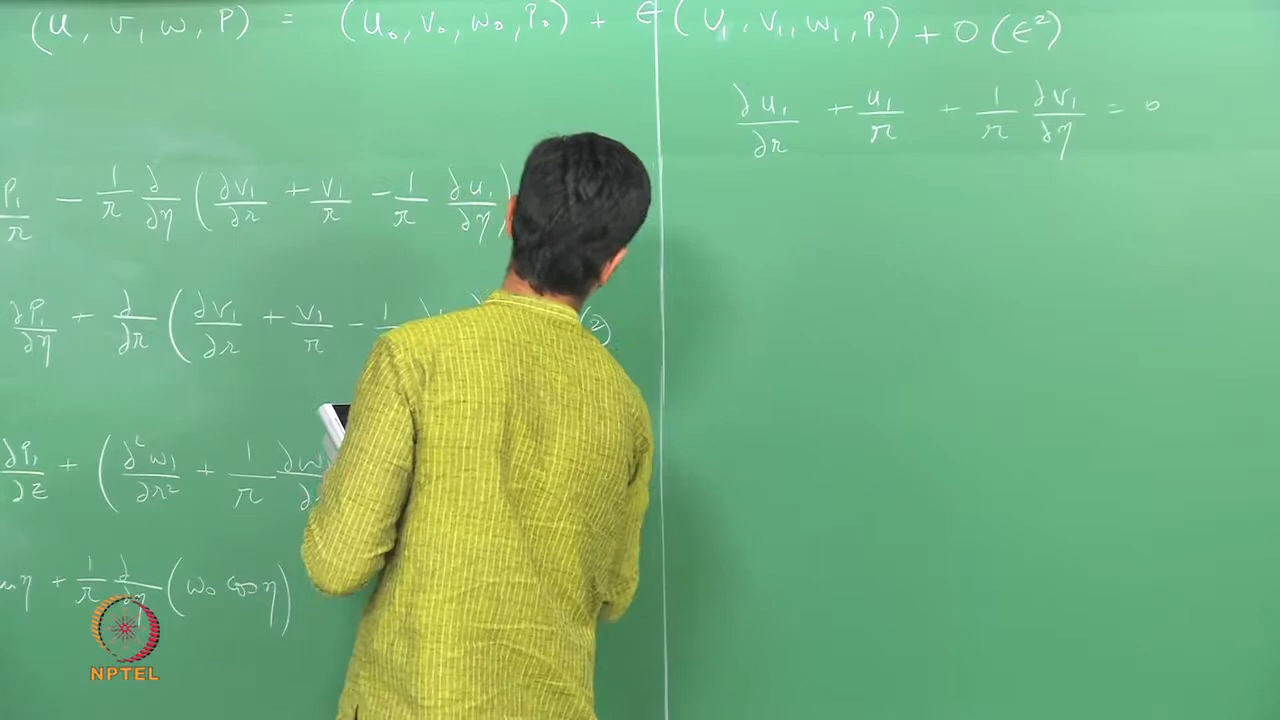 (u, v, w, P) = (u₀, v₀, w₀, P₀) + ϵ (u₁, v₁, w₁, P₁) + O (ϵ²)
P₁/r − 1/r ∂/∂η (∂v₁/∂r + v₁/r − 1/r ∂u₁/∂η)
∂P₁/∂η + ∂/∂r (∂v₁/∂r + v₁/r − 1 (2)
∂P₁/∂z + (∂²w₁/∂r² + 1/r ∂w₁
η + 1/r ∂/∂η (w₀ cos η)
∂u₁/∂r + u₁/r + 1/r ∂v₁/∂η = 0
NPTEL